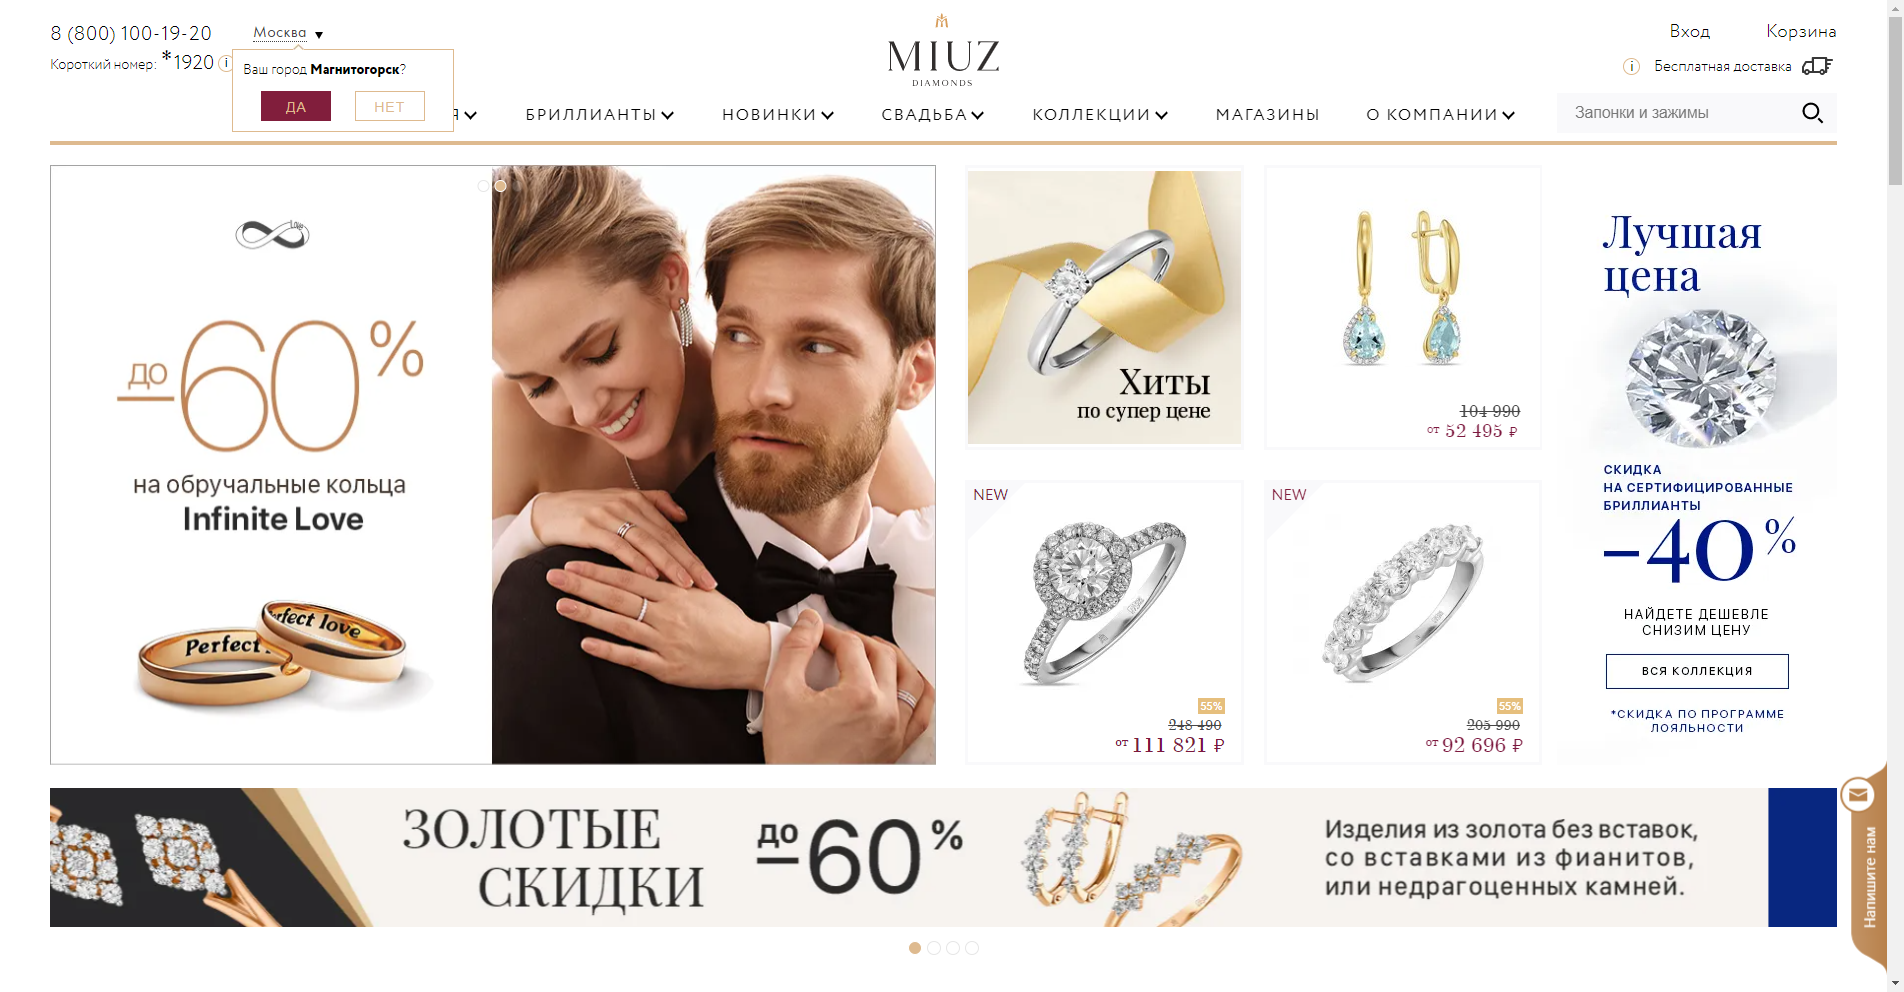 8 (800) 100-19-20
Москва
Вход
Корзина
Короткий номер: *1920
i
Ваш город Магнитогорск?
ДА
НЕТ
MIUZ
DIAMONDS
i
Бесплатная доставка
Я
БРИЛЛИАНТЫ
НОВИНКИ
СВАДЬБА
КОЛЛЕКЦИИ
МАГАЗИНЫ
О КОМПАНИИ
Запонки и зажимы
Love
до
–60%
на обручальные кольца
Infinite Love
Perfect
rfect love
Хиты
по супер цене
104 990
от 52 495 ₽
NEW
55%
248 490
от 111 821 ₽
NEW
55%
205 990
от 92 696 ₽
Лучшая
цена
СКИДКА
НА СЕРТИФИЦИРОВАННЫЕ
БРИЛЛИАНТЫ
–40%
НАЙДЕТЕ ДЕШЕВЛЕ
СНИЗИМ ЦЕНУ
ВСЯ КОЛЛЕКЦИЯ
*СКИДКА ПО ПРОГРАММЕ
ЛОЯЛЬНОСТИ
ЗОЛОТЫЕ
СКИДКИ
до
–60%
Изделия из золота без вставок,
со вставками из фианитов,
или недрагоценных камней.
Напишите нам